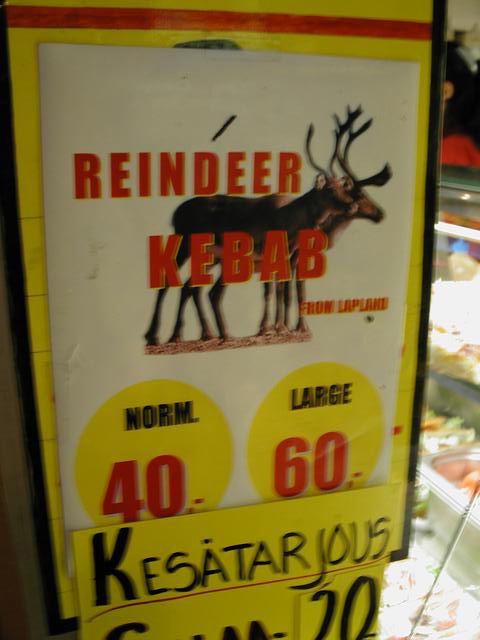 REINDEER
KEBAB
FROM LAPLAND
NORM. LARGE
40,- 60,-
KESÄTARJOUS
20